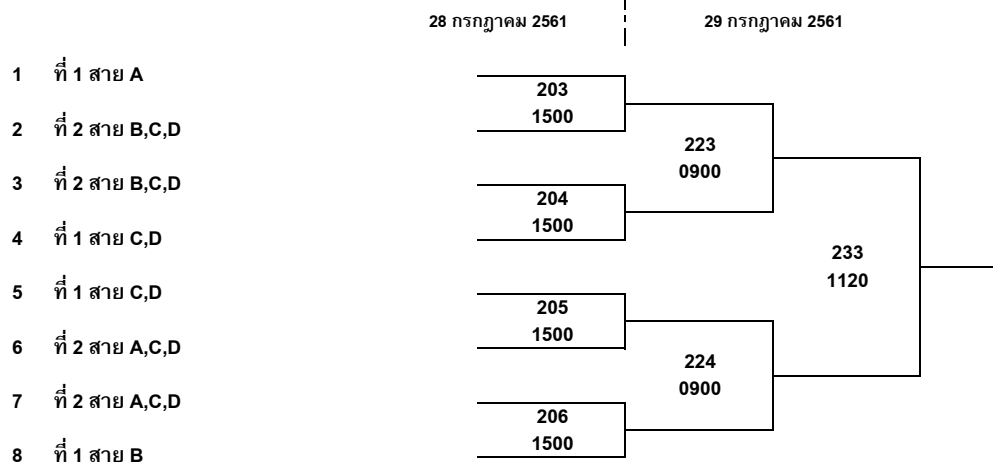 28 กรกฎาคม 2561 29 กรกฎาคม 2561
1 ที่ 1 สาย A
203
1500
2 ที่ 2 สาย B,C,D
223
0900
3 ที่ 2 สาย B,C,D
204
1500
4 ที่ 1 สาย C,D
233
1120
5 ที่ 1 สาย C,D
205
1500
6 ที่ 2 สาย A,C,D
224
0900
7 ที่ 2 สาย A,C,D
206
1500
8 ที่ 1 สาย B